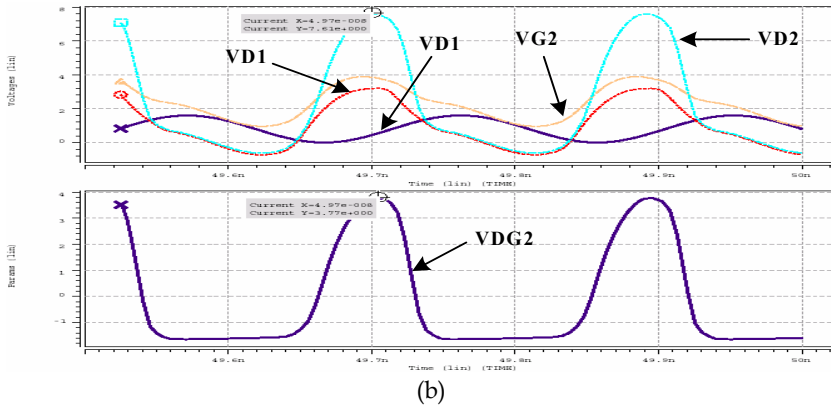 8
Current X=4.97e-008
Current Y=7.61e+000
VD1
VD1
VG2
VD2
Voltages (lin)
6
4
2
0
49.6n
49.7n
49.8n
49.9n
50n
Time (lin) (TIME)
4
Current X=4.97e-008
Current Y=3.77e+000
VDG2
Params (lin)
3
2
1
0
-1
49.6n
49.7n
49.8n
49.9n
50n
Time (lin) (TIME)
(b)